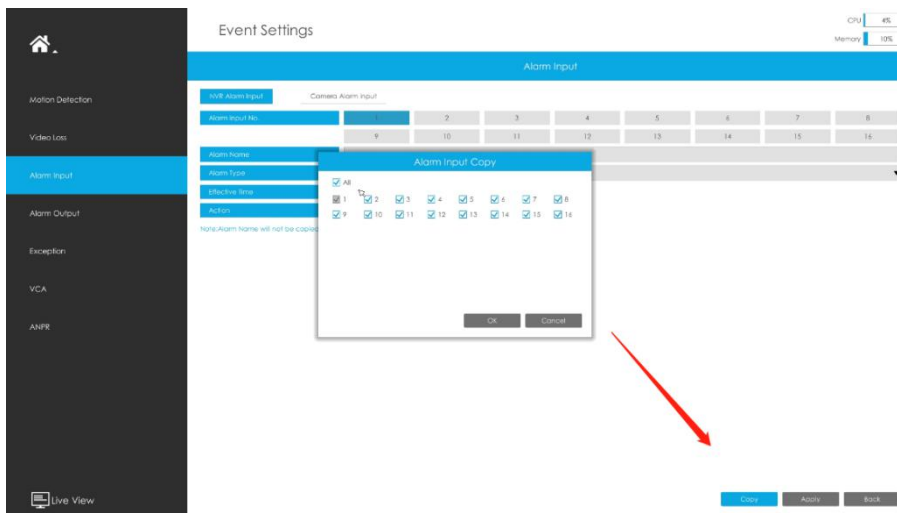 Event Settings
CPU 4%
Memory 10%
Alarm Input
Motion Detection
Video Loss
Alarm Input
Alarm Output
Exception
VCA
ANPR
Live View
NVR Alarm Input Camera Alarm Input
Alarm Input No. 1 2 3 4 5 6 7 8
9 10 11 12 13 14 15 16
Alarm Name
Alarm Type
Effective Time
Action
Note:Alarm Name will not be copied
Alarm Input Copy
All
1 2 3 4 5 6 7 8
9 10 11 12 13 14 15 16
OK Cancel
Copy Apply Back